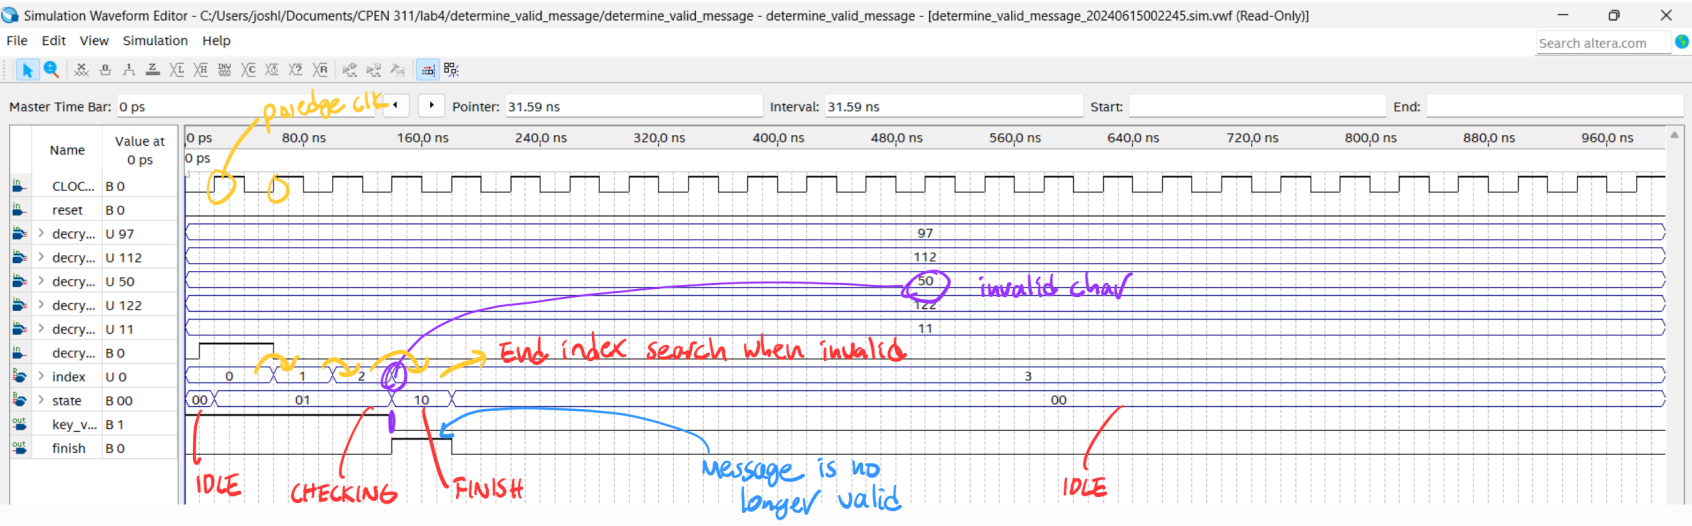 Simulation Waveform Editor - C:/Users/joshl/Documents/CPEN 311/lab4/determine_valid_message/determine_valid_message - determine_valid_message - [determine_valid_message_20240615002245.sim.vwf (Read-Only)]
File Edit View Simulation Help
Search altera.com
Master Time Bar: 0 ps
Pointer: 31.59 ns
Interval: 31.59 ns
Start:
End:
posedge clk
Name Value at 0 ps
0 ps 80.0 ns 160.0 ns 240.0 ns 320.0 ns 400.0 ns 480.0 ns 560.0 ns 640.0 ns 720.0 ns 800.0 ns 880.0 ns 960.0 ns
0 ps
CLOC... B 0
reset B 0
decry... U 97 97
decry... U 112 112
decry... U 50 50 invalid char
decry... U 122 122
decry... U 11 11
decry... B 0 End index search when invalid
index U 0 0 1 2 3
state B 00 00 01 10 00
key_v... B 1
finish B 0
IDLE CHECKING FINISH
Message is no
longer valid
IDLE